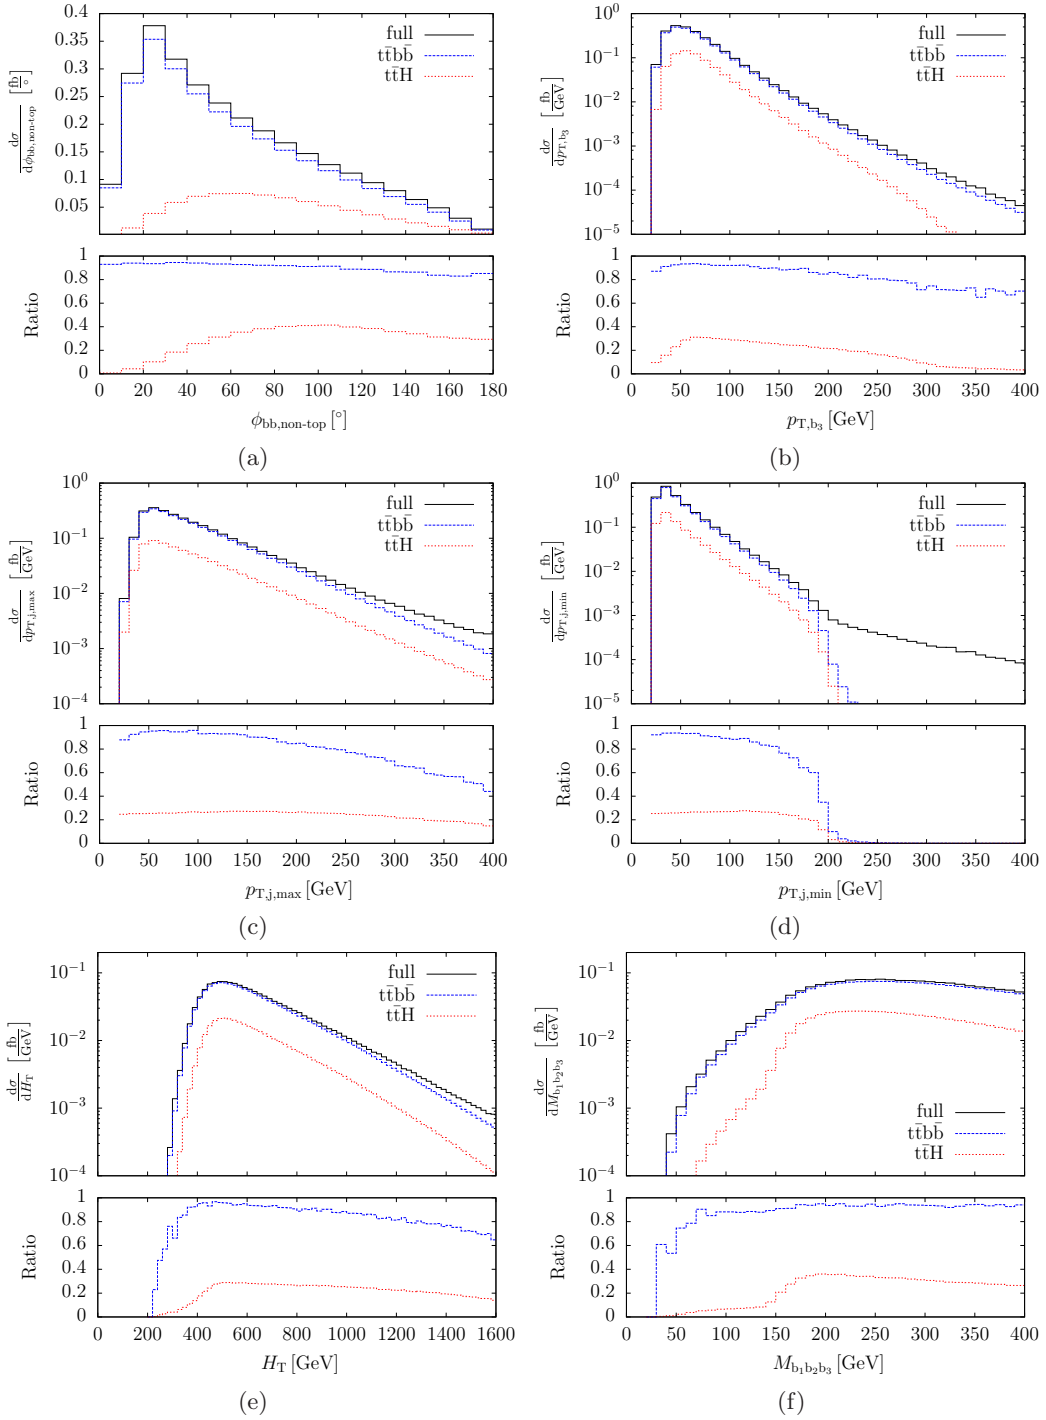 0.4
0.35
0.3
0.25
0.2
0.15
0.1
0.05
dσ/dϕbb,non-top [fb/°]
full
tt̄bb̄
tt̄H
1
0.8
0.6
0.4
0.2
0
Ratio
0 20 40 60 80 100 120 140 160 180
ϕbb,non-top [°]
(a)
10^0
10^-1
10^-2
10^-3
10^-4
10^-5
dσ/dpT,b3 [fb/GeV]
full
tt̄bb̄
tt̄H
1
0.8
0.6
0.4
0.2
0
Ratio
0 50 100 150 200 250 300 350 400
pT,b3 [GeV]
(b)
10^0
10^-1
10^-2
10^-3
10^-4
dσ/dpT,j,max [fb/GeV]
full
tt̄bb̄
tt̄H
1
0.8
0.6
0.4
0.2
0
Ratio
0 50 100 150 200 250 300 350 400
pT,j,max [GeV]
(c)
10^0
10^-1
10^-2
10^-3
10^-4
10^-5
dσ/dpT,j,min [fb/GeV]
full
tt̄bb̄
tt̄H
1
0.8
0.6
0.4
0.2
0
Ratio
0 50 100 150 200 250 300 350 400
pT,j,min [GeV]
(d)
10^-1
10^-2
10^-3
10^-4
dσ/dHT [fb/GeV]
full
tt̄bb̄
tt̄H
1
0.8
0.6
0.4
0.2
0
Ratio
0 200 400 600 800 1000 1200 1400 1600
HT [GeV]
(e)
10^-1
10^-2
10^-3
10^-4
dσ/dMb1b2b3 [fb/GeV]
full
tt̄bb̄
tt̄H
1
0.8
0.6
0.4
0.2
0
Ratio
0 50 100 150 200 250 300 350 400
Mb1b2b3 [GeV]
(f)